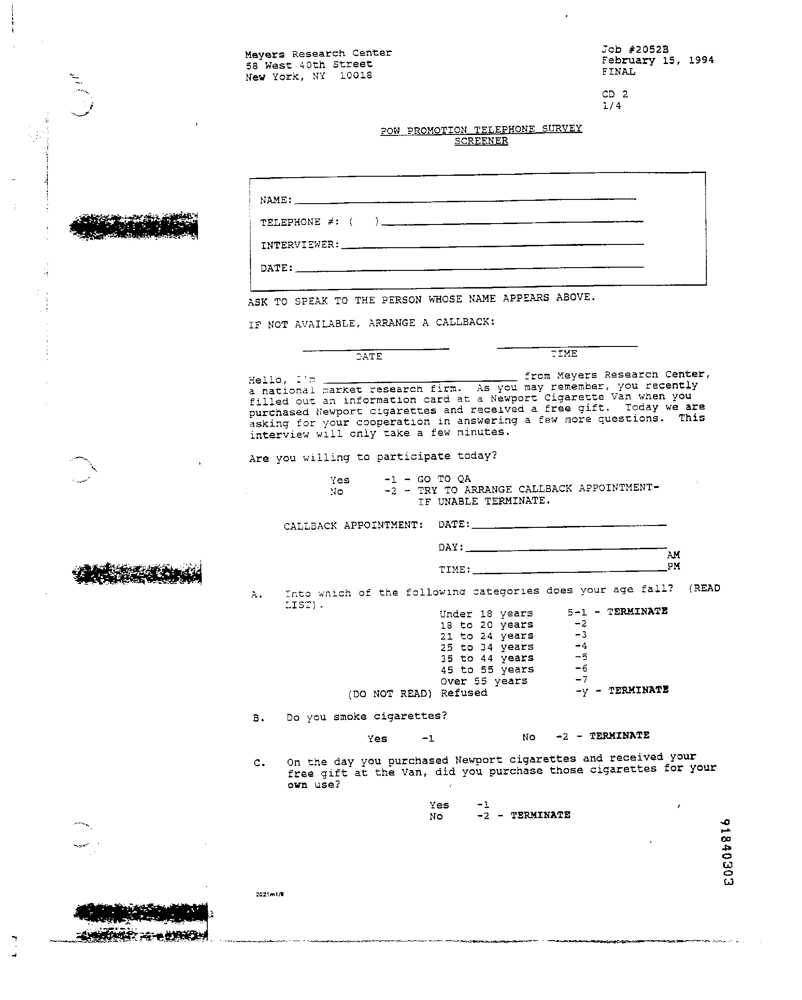 Meyers Research Center
58 West 40th Street
New York, NY 10018
Job #2052B
February 15, 1994
FINAL
CD 2
1/4
POW PROMOTION TELEPHONE SURVEY
SCREENER
NAME:
TELEPHONE #: ( )
INTERVIEWER:
DATE:
ASK TO SPEAK TO THE PERSON WHOSE NAME APPEARS ABOVE.
IF NOT AVAILABLE, ARRANGE A CALLBACK:
DATE TIME
Hello, I'm from Meyers Research Center,
a national market research firm. As you may remember, you recently
filled out an information card at a Newport Cigarette Van when you
purchased Newport cigarettes and received a free gift. Today we are
asking for your cooperation in answering a few more questions. This
interview will only take a few minutes.
Are you willing to participate today?
Yes -1 - GO TO QA
No -2 - TRY TO ARRANGE CALLBACK APPOINTMENT-
IF UNABLE TERMINATE.
CALLBACK APPOINTMENT: DATE:
DAY:
AM
TIME: PM
A. Into which of the following categories does your age fall? (READ
LIST).
Under 18 years 5-1 - TERMINATE
18 to 20 years -2
21 to 24 years -3
25 to 34 years -4
35 to 44 years -5
45 to 55 years -6
Over 55 years -7
(DO NOT READ) Refused -y - TERMINATE
B. Do you smoke cigarettes?
Yes -1 No -2 - TERMINATE
C. On the day you purchased Newport cigarettes and received your
free gift at the Van, did you purchase those cigarettes for your
own use?
Yes -1
No -2 - TERMINATE
91840303
2021m1/8